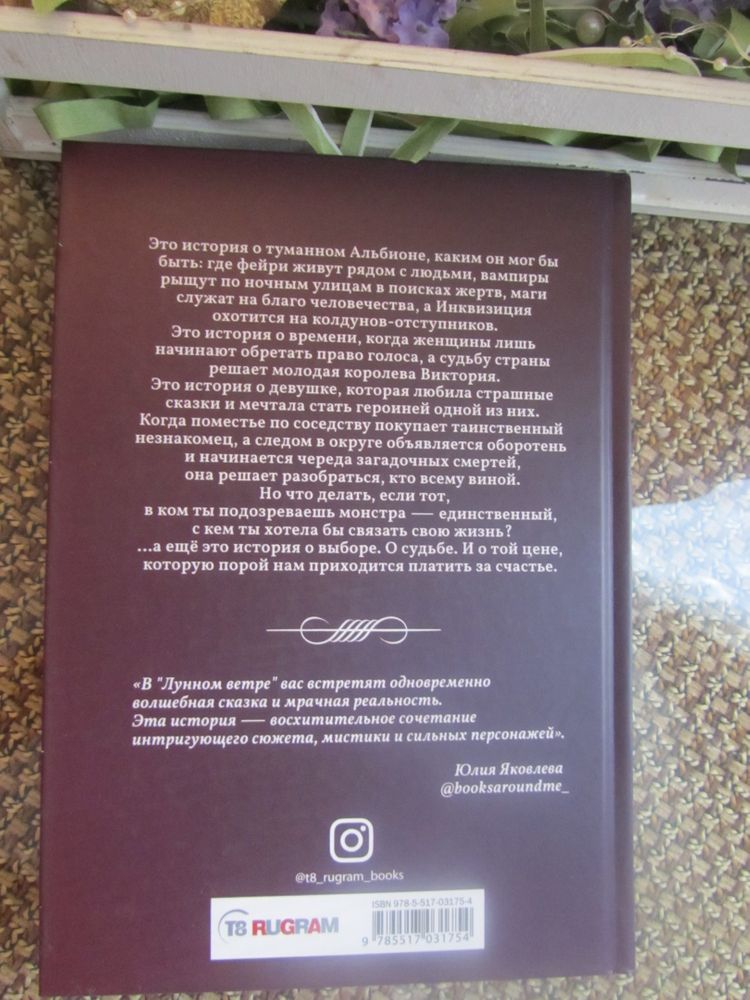 Это история о туманном Альбионе, каким он мог бы
быть: где фейри живут рядом с людьми, вампиры
рыщут по ночным улицам в поисках жертв, маги
служат на благо человечества, а Инквизиция
охотится на колдунов-отступников.
Это история о времени, когда женщины лишь
начинают обретать право голоса, а судьбу страны
решает молодая королева Виктория.
Это история о девушке, которая любила страшные
сказки и мечтала стать героиней одной из них.
Когда поместье по соседству покупает таинственный
незнакомец, а следом в округе объявляется оборотень
и начинается череда загадочных смертей,
она решает разобраться, кто всему виной.
Но что делать, если тот,
в ком ты подозреваешь монстра — единственный,
с кем ты хотела бы связать свою жизнь?
...а ещё это история о выборе. О судьбе. И о той цене,
которую порой нам приходится платить за счастье.
«В "Лунном ветре" вас встретят одновременно
волшебная сказка и мрачная реальность.
Эта история — восхитительное сочетание
интригующего сюжета, мистики и сильных персонажей».
Юлия Яковлева
@booksaroundme_
@t8_rugram_books
T8 RUGRAM
ISBN 978-5-517-03175-4
9 785517 031754